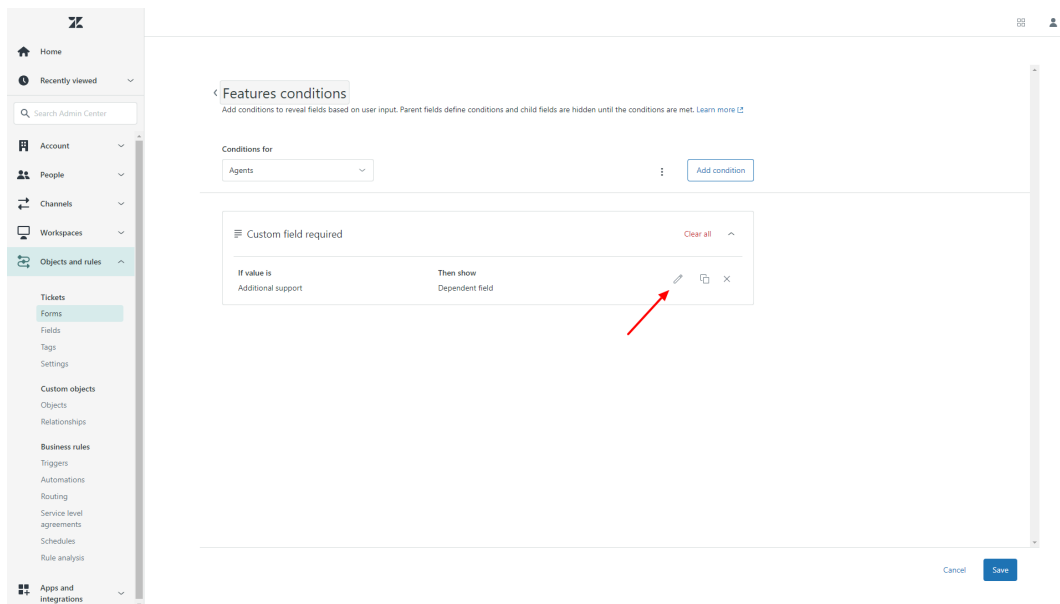 Home
Recently viewed
Search Admin Center
Account
People
Channels
Workspaces
Objects and rules
Tickets
Forms
Fields
Tags
Settings
Custom objects
Objects
Relationships
Business rules
Triggers
Automations
Routing
Service level
agreements
Schedules
Rule analysis
Apps and
integrations
Features conditions
Add conditions to reveal fields based on user input. Parent fields define conditions and child fields are hidden until the conditions are met. Learn more
Conditions for
Agents
Add condition
Custom field required
Clear all
If value is
Then show
Additional support
Dependent field
Cancel
Save